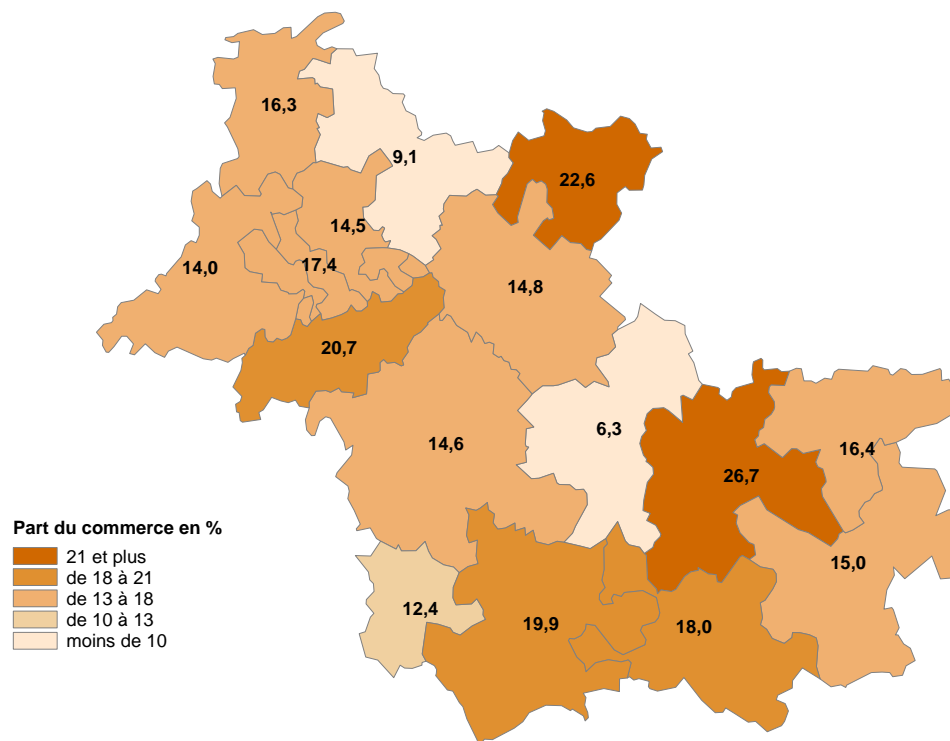 16,3
9,1
22,6
14,5
14,0
17,4
14,8
20,7
6,3
14,6
16,4
26,7
15,0
12,4
19,9
18,0
Part du commerce en %
21 et plus
de 18 à 21
de 13 à 18
de 10 à 13
moins de 10